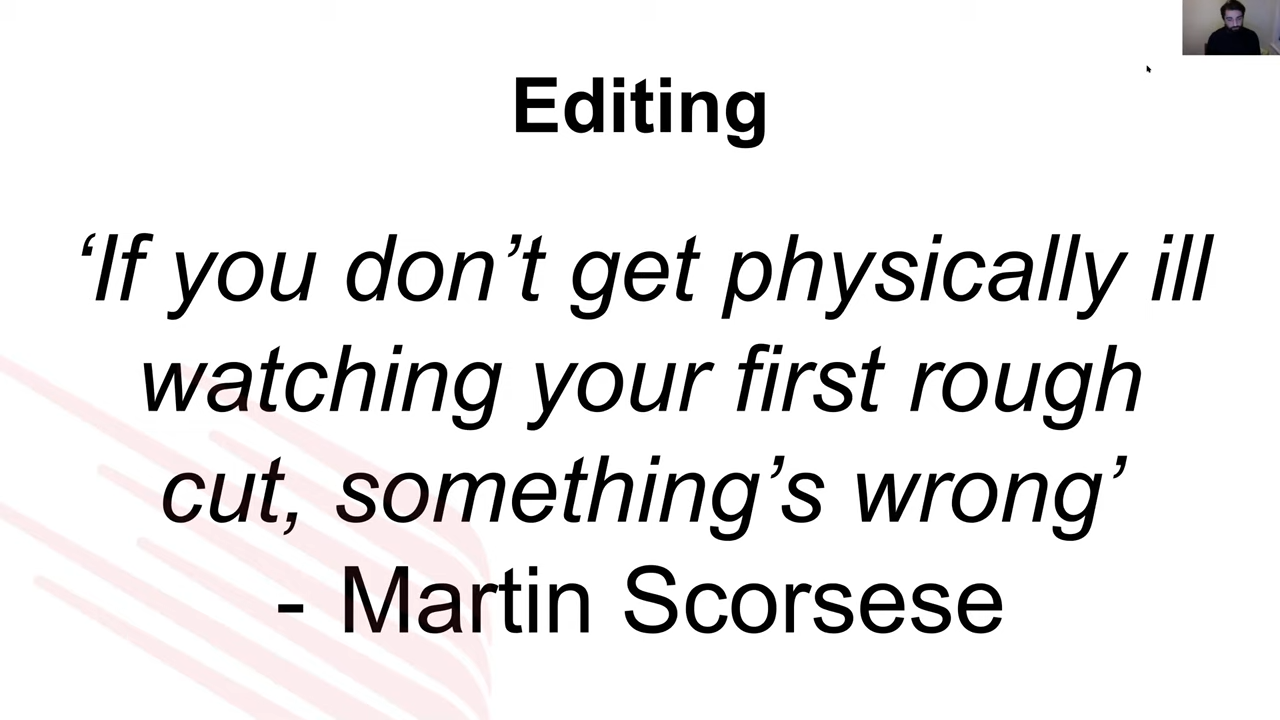 Editing
‘If you don’t get physically ill
watching your first rough
cut, something’s wrong’
- Martin Scorsese